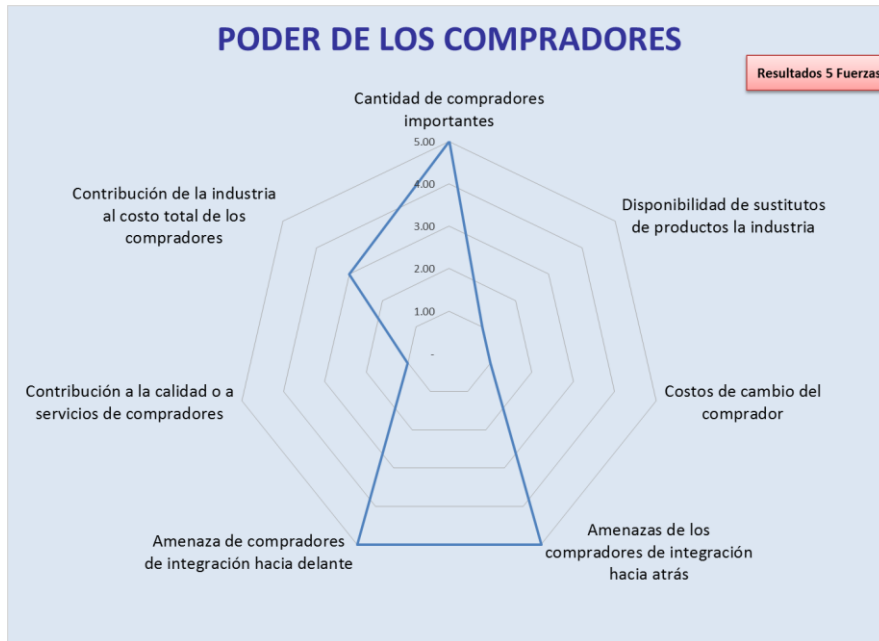 PODER DE LOS COMPRADORES
Resultados 5 Fuerzas
Cantidad de compradores
importantes
5.00
4.00
3.00
2.00
1.00
-
Disponibilidad de sustitutos
de productos la industria
Costos de cambio del
comprador
Amenazas de los
compradores de integración
hacia atrás
Amenaza de compradores
de integración hacia delante
Contribución a la calidad o a
servicios de compradores
Contribución de la industria
al costo total de los
compradores